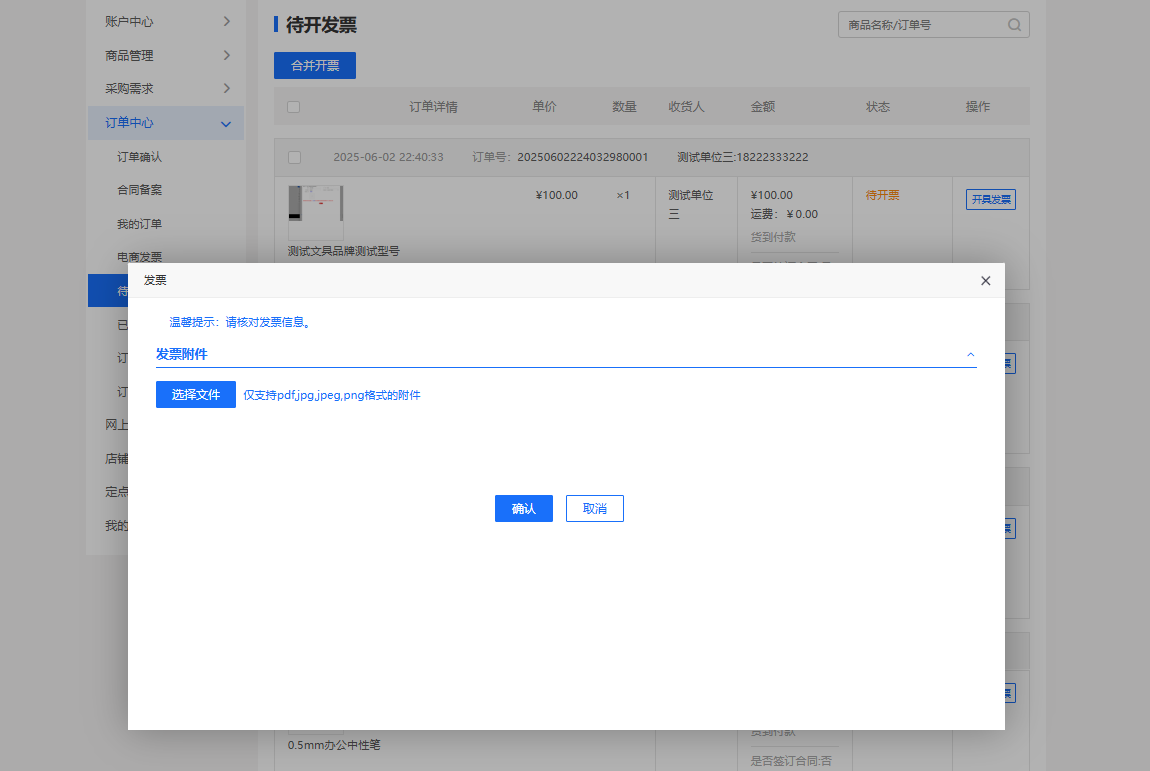 账户中心
商品管理
采购需求
订单中心
订单确认
合同备案
我的订单
电商发票
待
已
订
订
网上
店铺
定点
我的
待开发票
商品名称/订单号
合并开票
订单详情 单价 数量 收货人 金额 状态 操作
2025-06-02 22:40:33 订单号: 20250602224032980001 测试单位三:18222333222
¥100.00 ×1 测试单位三 ¥100.00 待开票 开具发票
运费: ¥0.00
货到付款
测试文具品牌测试型号
发票
温馨提示: 请核对发票信息。
发票附件
选择文件 仅支持pdf,jpg,jpeg,png格式的附件
确认 取消
票
票
票
货到付款
0.5mm办公中性笔
是否签订合同:否